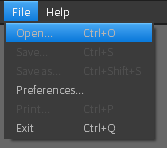 File Help
Open... Ctrl+O
Save... Ctrl+S
Save as... Ctrl+Shift+S
Preferences...
Print... Ctrl+P
Exit Ctrl+Q